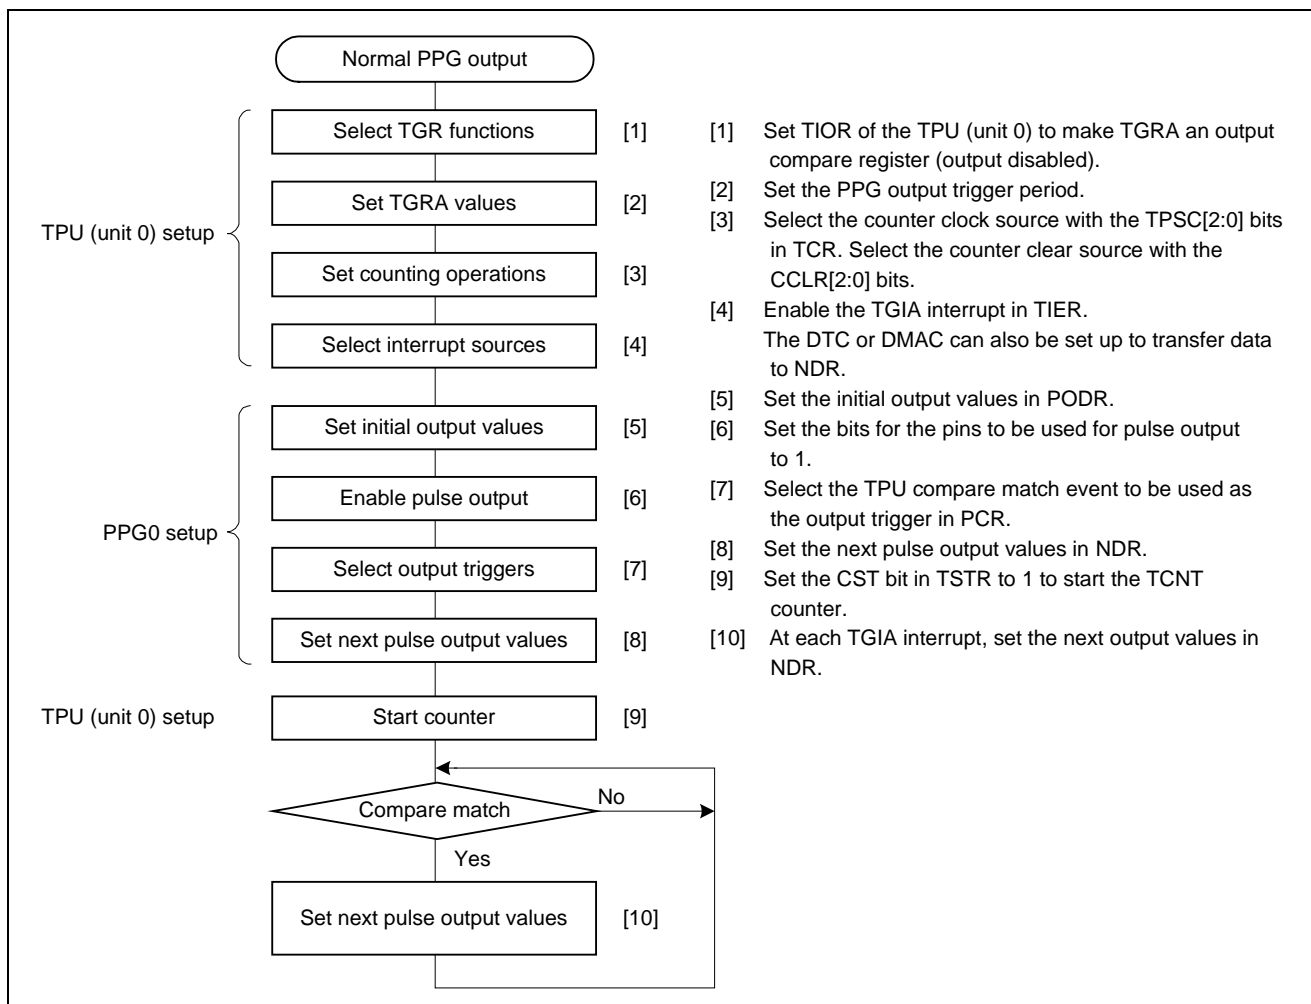 Normal PPG output
TPU (unit 0) setup
Select TGR functions [1]
Set TGRA values [2]
Set counting operations [3]
Select interrupt sources [4]
PPG0 setup
Set initial output values [5]
Enable pulse output [6]
Select output triggers [7]
Set next pulse output values [8]
TPU (unit 0) setup
Start counter [9]
Compare match
No
Yes
Set next pulse output values [10]
[1] Set TIOR of the TPU (unit 0) to make TGRA an output
compare register (output disabled).
[2] Set the PPG output trigger period.
[3] Select the counter clock source with the TPSC[2:0] bits
in TCR. Select the counter clear source with the
CCLR[2:0] bits.
[4] Enable the TGIA interrupt in TIER.
The DTC or DMAC can also be set up to transfer data
to NDR.
[5] Set the initial output values in PODR.
[6] Set the bits for the pins to be used for pulse output
to 1.
[7] Select the TPU compare match event to be used as
the output trigger in PCR.
[8] Set the next pulse output values in NDR.
[9] Set the CST bit in TSTR to 1 to start the TCNT
counter.
[10] At each TGIA interrupt, set the next output values in
NDR.